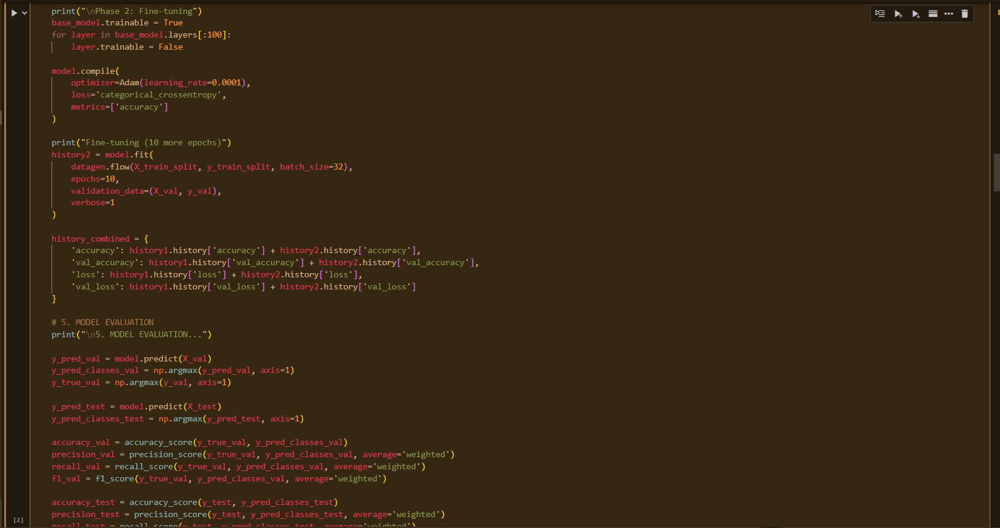 print("\nPhase 2: Fine-tuning")
base_model.trainable = True
for layer in base_model.layers[:100]:
    layer.trainable = False

model.compile(
    optimizer=Adam(learning_rate=0.0001),
    loss='categorical_crossentropy',
    metrics=['accuracy']
)

print("Fine-tuning (10 more epochs)")
history2 = model.fit(
    datagen.flow(X_train_split, y_train_split, batch_size=32),
    epochs=10,
    validation_data=(X_val, y_val),
    verbose=1
)

history_combined = {
    'accuracy': history1.history['accuracy'] + history2.history['accuracy'],
    'val_accuracy': history1.history['val_accuracy'] + history2.history['val_accuracy'],
    'loss': history1.history['loss'] + history2.history['loss'],
    'val_loss': history1.history['val_loss'] + history2.history['val_loss']
}

# 5. MODEL EVALUATION
print("\n5. MODEL EVALUATION...")

y_pred_val = model.predict(X_val)
y_pred_classes_val = np.argmax(y_pred_val, axis=1)
y_true_val = np.argmax(y_val, axis=1)

y_pred_test = model.predict(X_test)
y_pred_classes_test = np.argmax(y_pred_test, axis=1)

accuracy_val = accuracy_score(y_true_val, y_pred_classes_val)
precision_val = precision_score(y_true_val, y_pred_classes_val, average='weighted')
recall_val = recall_score(y_true_val, y_pred_classes_val, average='weighted')
f1_val = f1_score(y_true_val, y_pred_classes_val, average='weighted')

accuracy_test = accuracy_score(y_test, y_pred_classes_test)
precision_test = precision_score(y_test, y_pred_classes_test, average='weighted')
recall_test = recall_score(y_test, y_pred_classes_test, average='weighted')
[2]